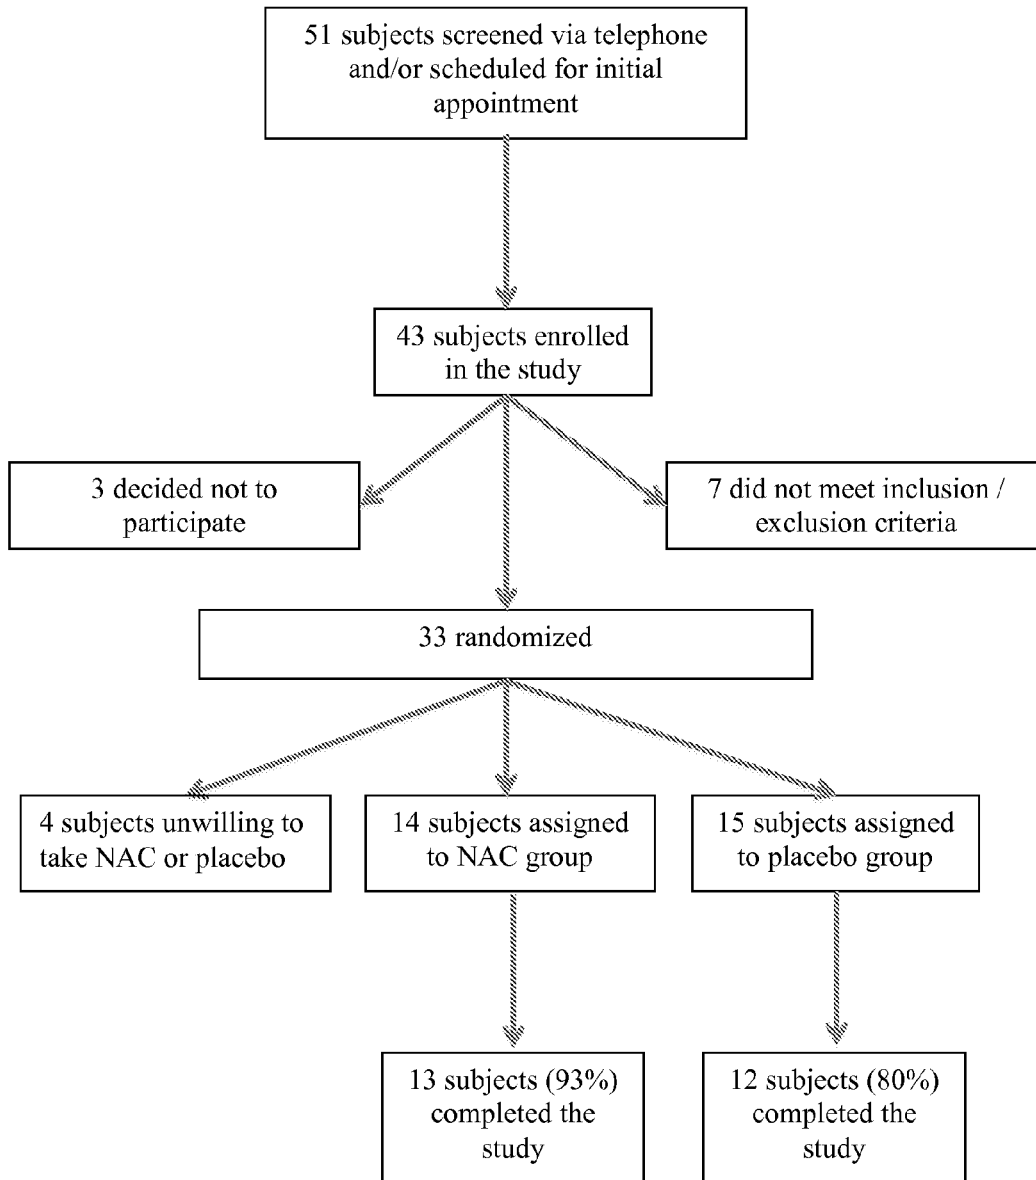 51 subjects screened via telephone
and/or scheduled for initial
appointment
43 subjects enrolled
in the study
3 decided not to
participate
7 did not meet inclusion /
exclusion criteria
33 randomized
4 subjects unwilling to
take NAC or placebo
14 subjects assigned
to NAC group
15 subjects assigned
to placebo group
13 subjects (93%)
completed the
study
12 subjects (80%)
completed the
study